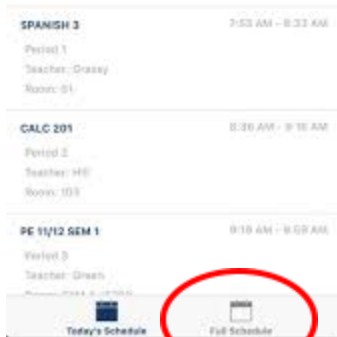 SPANISH 3
7:53 AM - 8:33 AM
Period 1
Teacher: Grassy
Room: 51
CALC 201
8:36 AM - 9:16 AM
Period 2
Teacher: Hill
Room: 103
PE 11/12 SEM 1
9:19 AM - 9:59 AM
Period 3
Teacher: Green
Today's Schedule
Full Schedule